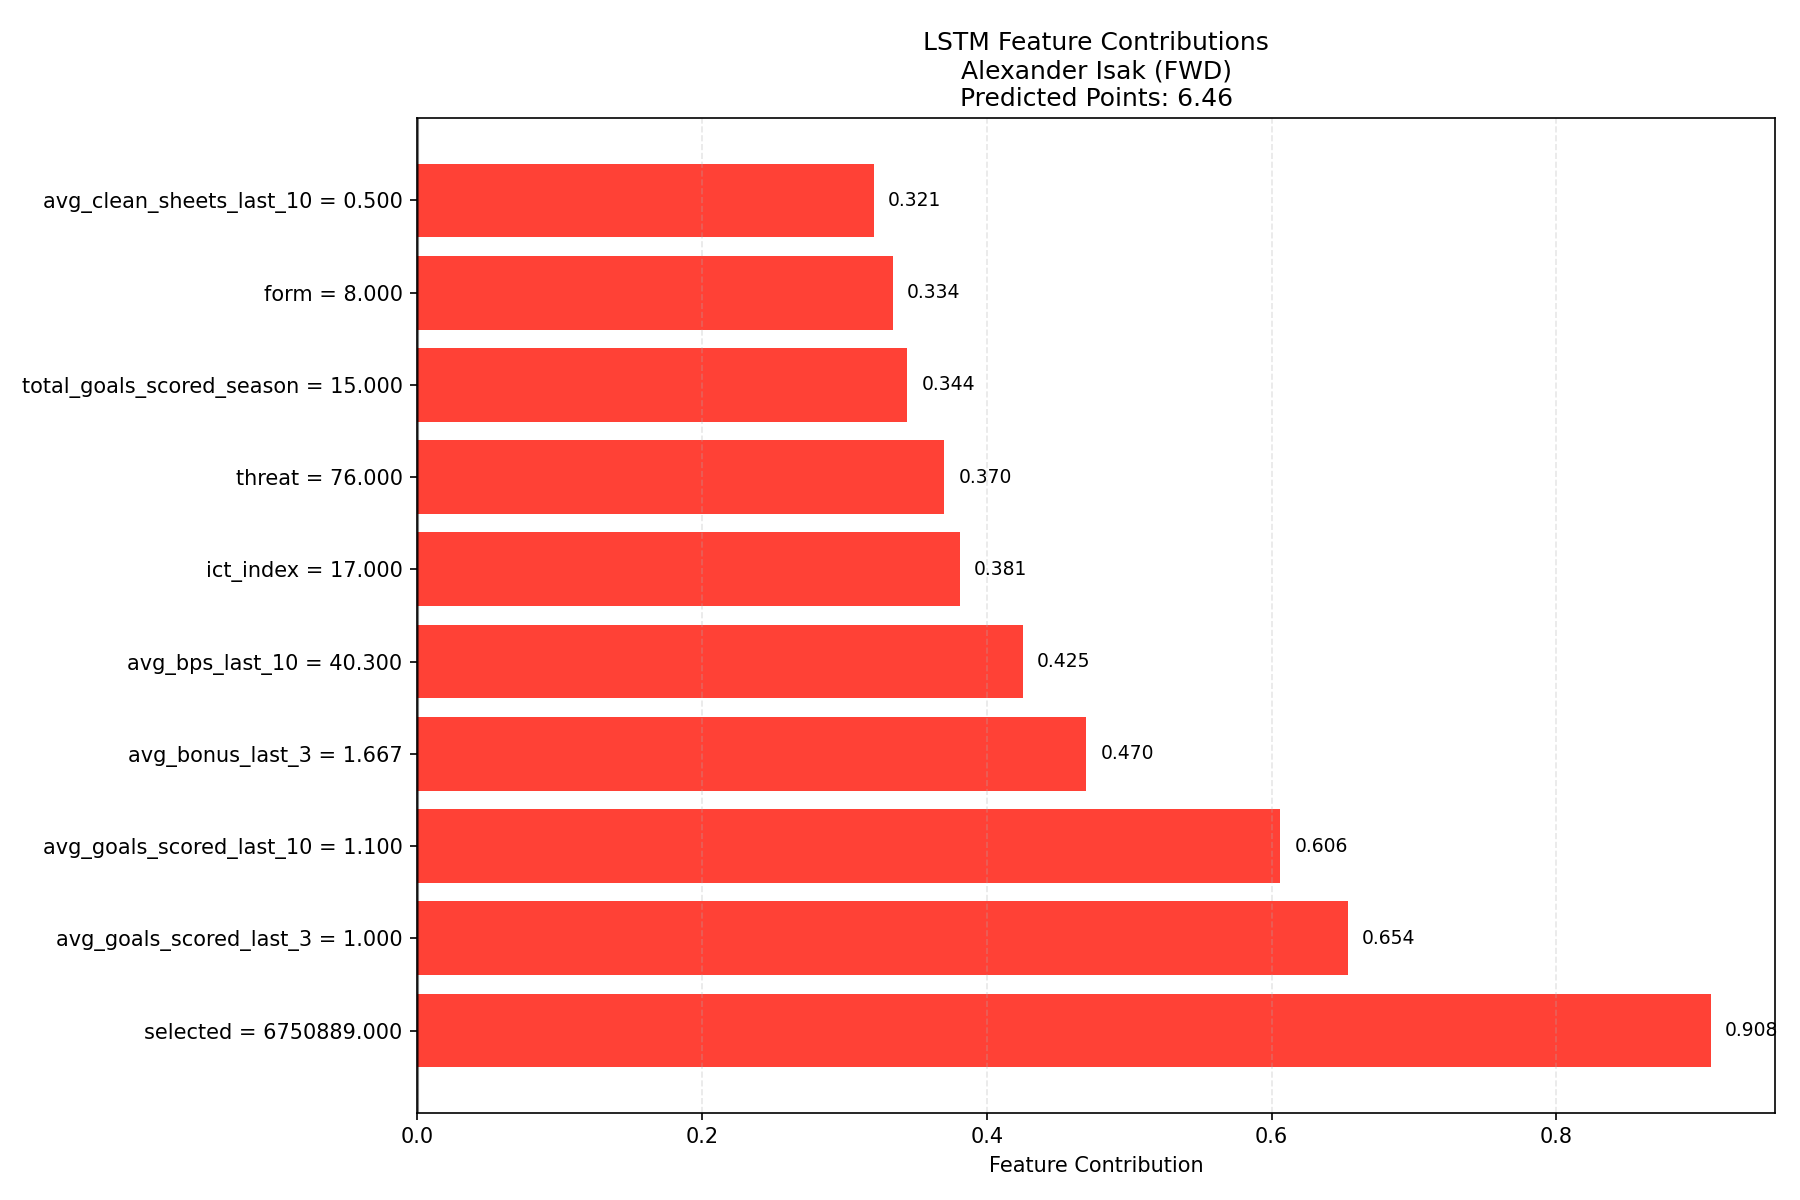 LSTM Feature Contributions
Alexander Isak (FWD)
Predicted Points: 6.46
avg_clean_sheets_last_10 = 0.500
0.321
form = 8.000
0.334
total_goals_scored_season = 15.000
0.344
threat = 76.000
0.370
ict_index = 17.000
0.381
avg_bps_last_10 = 40.300
0.425
avg_bonus_last_3 = 1.667
0.470
avg_goals_scored_last_10 = 1.100
0.606
avg_goals_scored_last_3 = 1.000
0.654
selected = 6750889.000
0.908
0.0 0.2 0.4 0.6 0.8
Feature Contribution